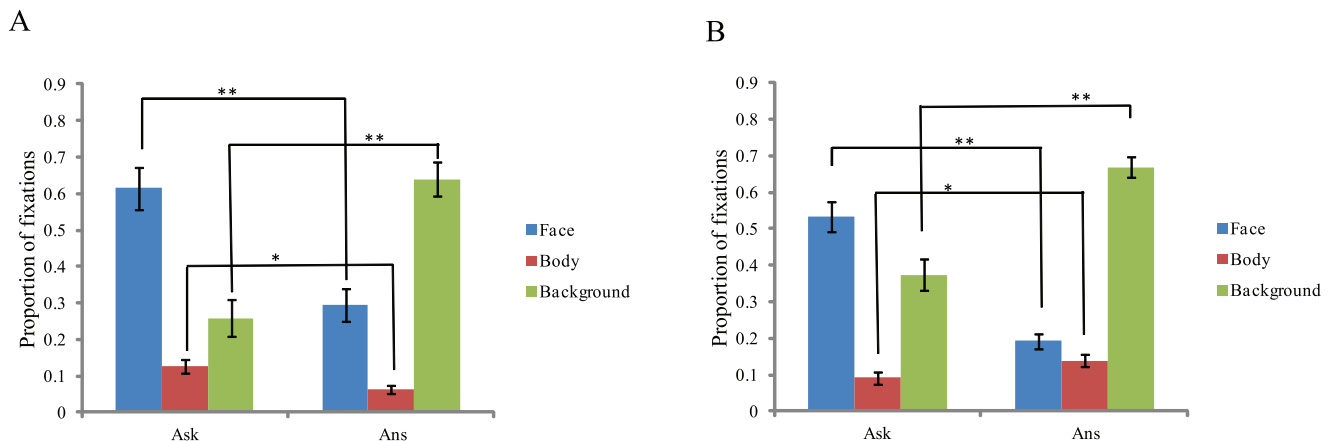 A
Proportion of fixations
0.9
0.8
0.7
0.6
0.5
0.4
0.3
0.2
0.1
0
**
**
*
Ask
Ans
Face
Body
Background
B
Proportion of fixations
0.9
0.8
0.7
0.6
0.5
0.4
0.3
0.2
0.1
0
**
**
*
Ask
Ans
Face
Body
Background